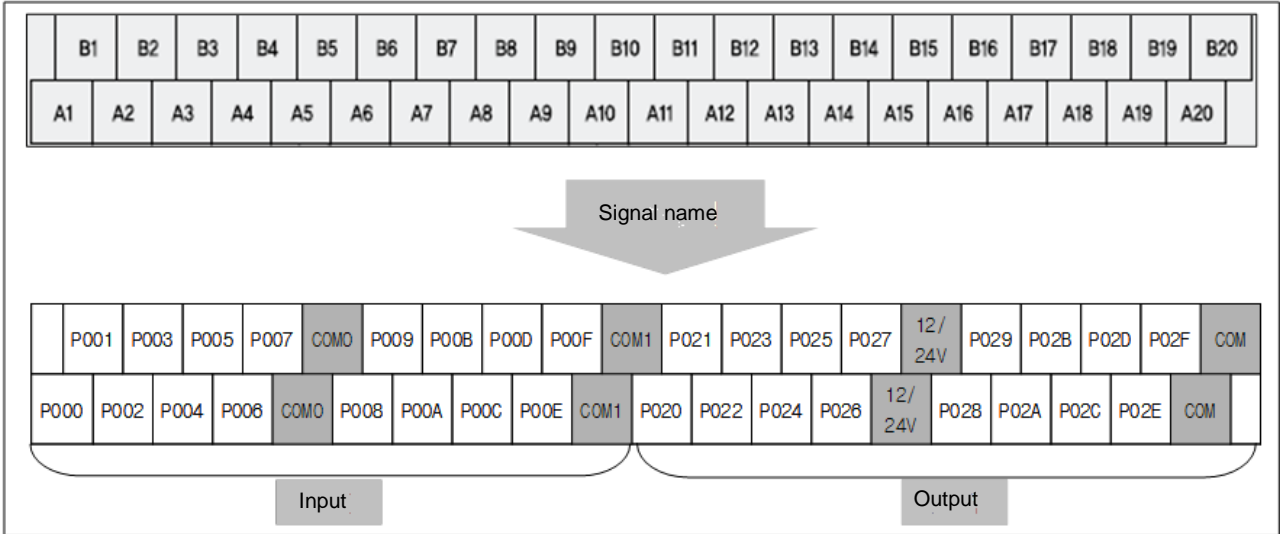 B1 B2 B3 B4 B5 B6 B7 B8 B9 B10 B11 B12 B13 B14 B15 B16 B17 B18 B19 B20
A1 A2 A3 A4 A5 A6 A7 A8 A9 A10 A11 A12 A13 A14 A15 A16 A17 A18 A19 A20
Signal name
P001 P003 P005 P007 COM0 P009 P00B P00D P00F COM1 P021 P023 P025 P027 12/
24V P029 P02B P02D P02F COM
P000 P002 P004 P006 COM0 P008 P00A P00C P00E COM1 P020 P022 P024 P026 12/
24V P028 P02A P02C P02E COM
Input
Output